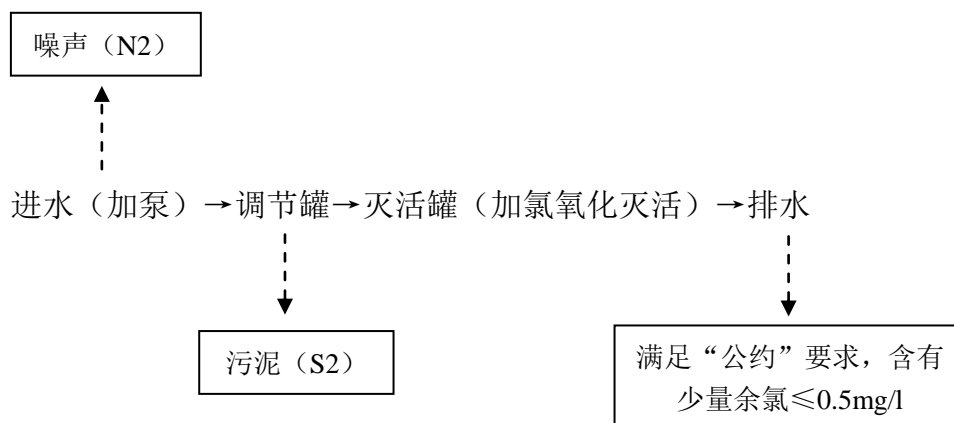 噪声（N2）
进水（加泵）→调节罐→灭活罐（加氯氧化灭活）→排水
污泥（S2）
满足“公约”要求，含有
少量余氯≤0.5mg/l